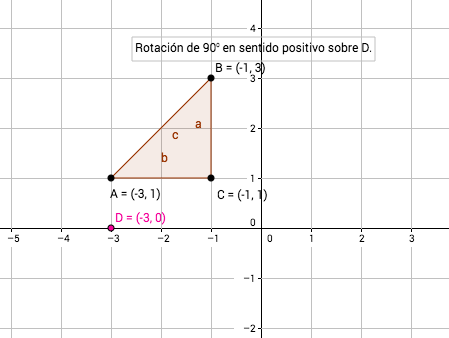 4
Rotación de 90º en sentido positivo sobre D.
B = (-1, 3)
3
a
c
2
b
A = (-3, 1)
C = (-1, 1)
1
D = (-3, 0)
0
−5 −4 −3 −2 −1 0 1 2 3
−1
−2